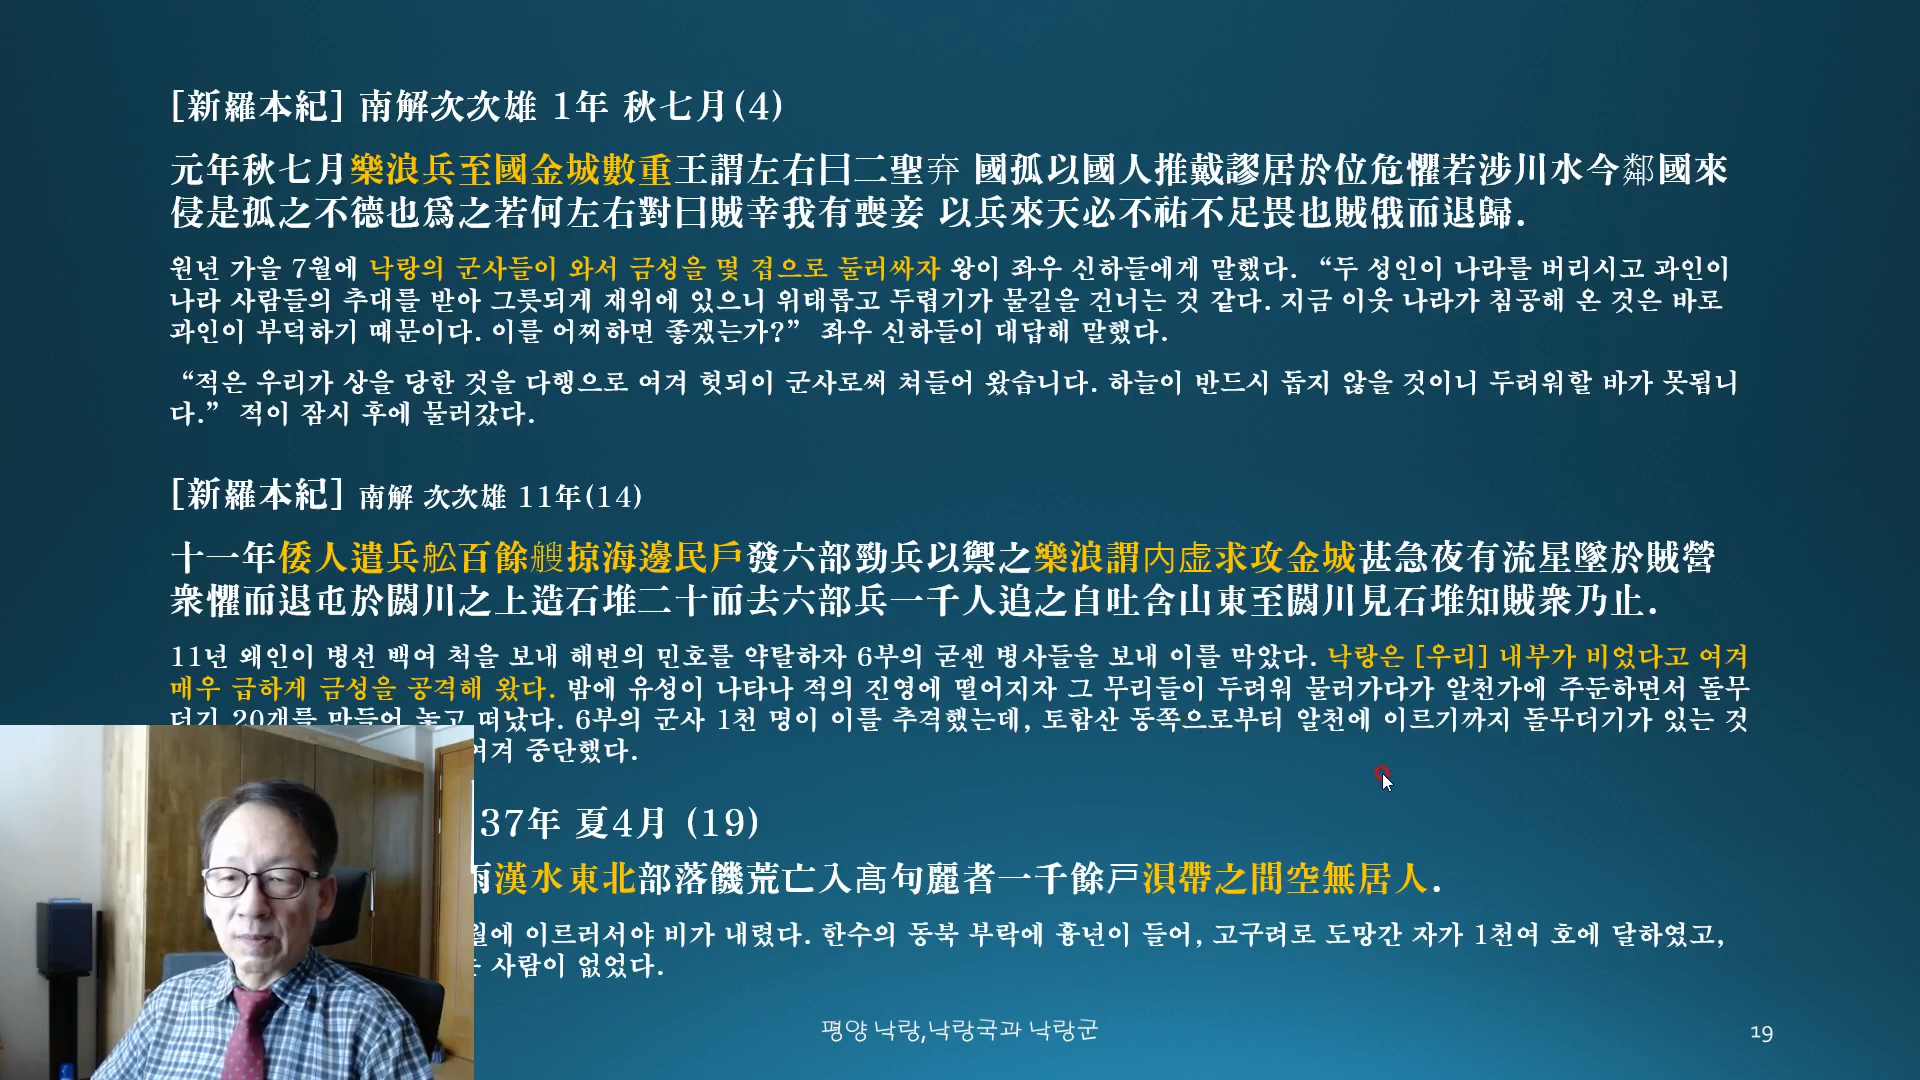 [新羅本紀] 南解次次雄 1年 秋七月(4)
元年秋七月樂浪兵至國金城數重王謂左右曰二聖弃 國孤以國人推戴謬居於位危懼若涉川水今鄰國來
侵是孤之不德也爲之若何左右對曰賊幸我有喪妾 以兵來天必不祐不足畏也賊俄而退歸.
원년 가을 7월에 낙랑의 군사들이 와서 금성을 몇 겹으로 둘러싸자 왕이 좌우 신하들에게 말했다. “두 성인이 나라를 버리시고 과인이
나라 사람들의 추대를 받아 그릇되게 재위에 있으니 위태롭고 두렵기가 물길을 건너는 것 같다. 지금 이웃 나라가 침공해 온 것은 바로
과인이 부덕하기 때문이다. 이를 어찌하면 좋겠는가?” 좌우 신하들이 대답해 말했다.
“적은 우리가 상을 당한 것을 다행으로 여겨 헛되이 군사로써 쳐들어 왔습니다. 하늘이 반드시 돕지 않을 것이니 두려워할 바가 못됩니
다.” 적이 잠시 후에 물러갔다.
[新羅本紀] 南解 次次雄 11年(14)
十一年倭人遣兵舩百餘艘掠海邊民戶發六部勁兵以禦之樂浪謂內虛求攻金城甚急夜有流星墜於賊營
衆懼而退屯於閼川之上造石堆二十而去六部兵一千人追之自吐含山東至閼川見石堆知賊衆乃止.
11년 왜인이 병선 백여 척을 보내 해변의 민호를 약탈하자 6부의 굳센 병사들을 보내 이를 막았다. 낙랑은 [우리] 내부가 비었다고 여겨
매우 급하게 금성을 공격해 왔다. 밤에 유성이 나타나 적의 진영에 떨어지자 그 무리들이 두려워 물러가다가 알천가에 주둔하면서 돌무
더기 20개를 만들어 놓고 떠났다. 6부의 군사 1천 명이 이를 추격했는데, 토함산 동쪽으로부터 알천에 이르기까지 돌무더기가 있는 것
여겨 중단했다.
37年 夏4月 (19)
雨漢水東北部落饑荒亡入髙句麗者一千餘戸浿帶之間空無居人.
월에 이르러서야 비가 내렸다. 한수의 동북 부락에 흉년이 들어, 고구려로 도망간 자가 1천여 호에 달하였고,
사람이 없었다.
평양 낙랑,낙랑국과 낙랑군
19